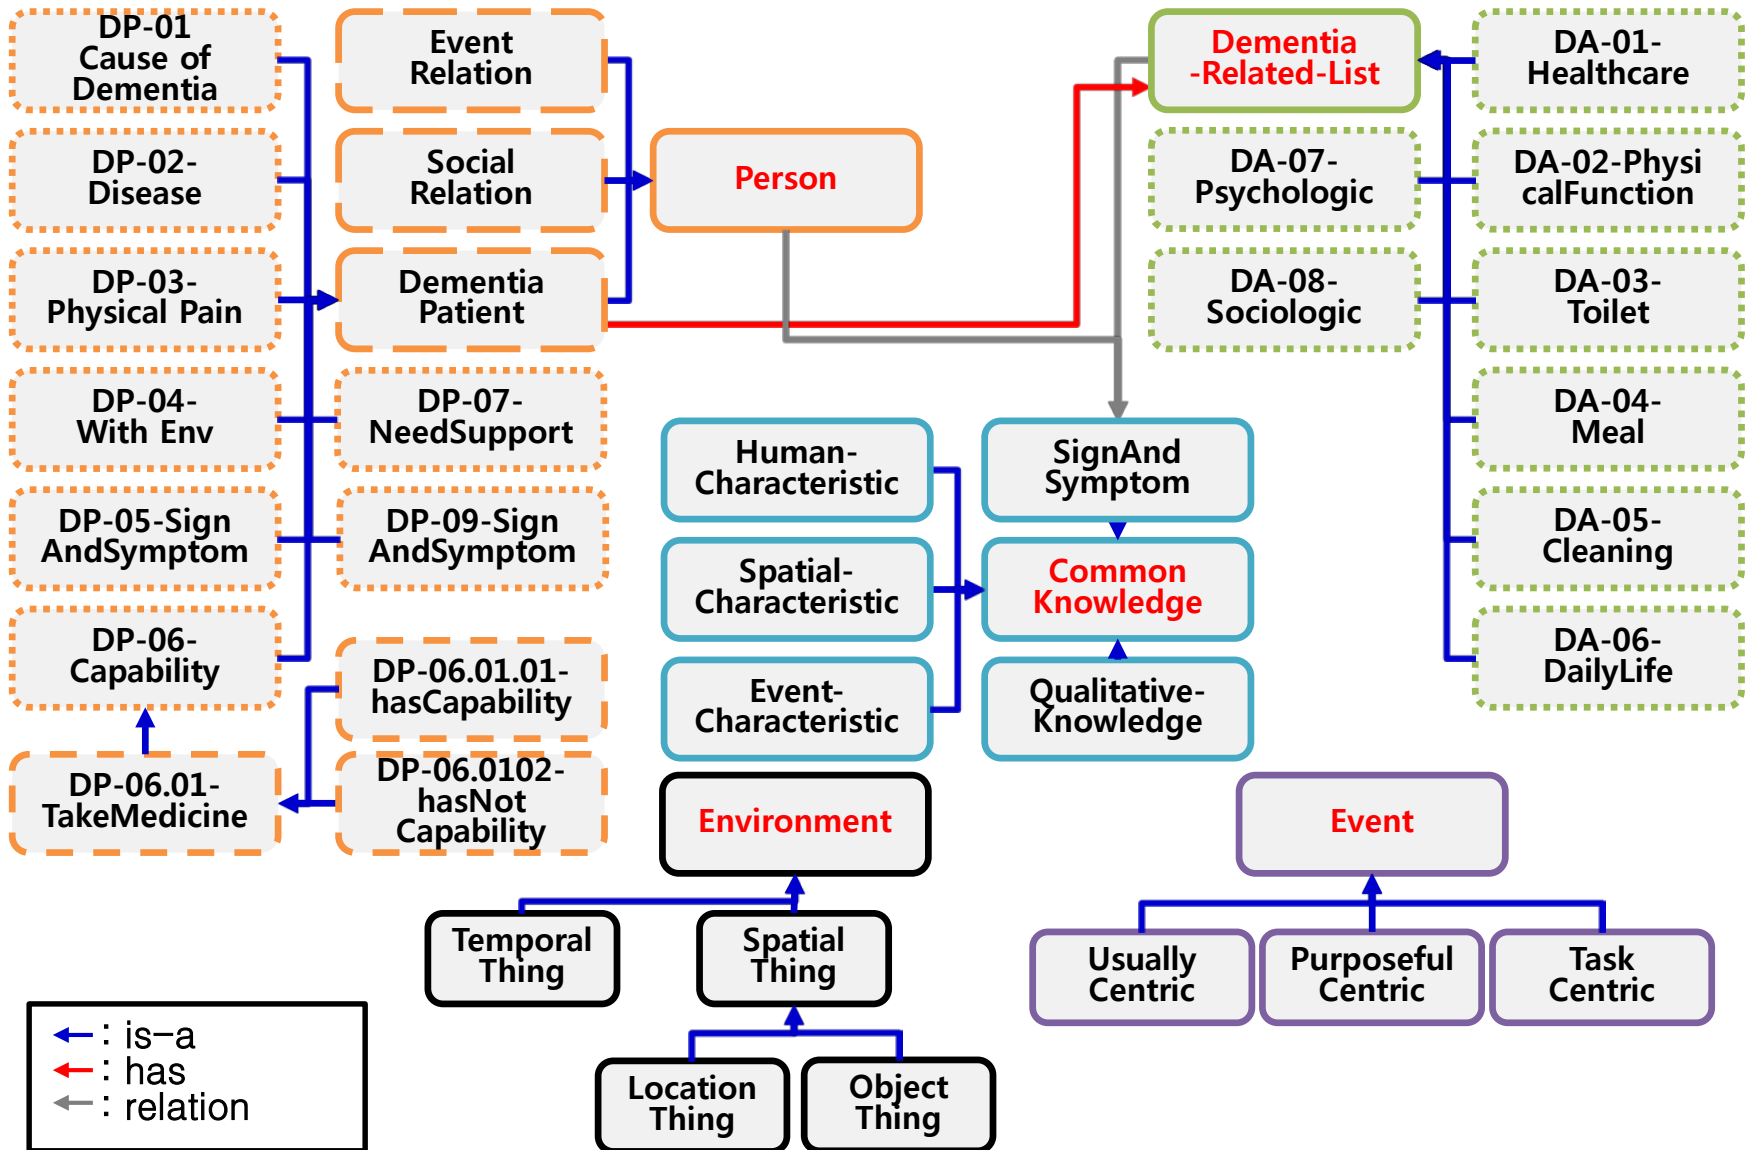 DP-01
Cause of
Dementia
Event
Relation
Dementia
-Related-List
DA-01-
Healthcare
DP-02-
Disease
Social
Relation
Person
DA-07-
Psychologic
DA-02-Physi
calFunction
DP-03-
Physical Pain
Dementia
Patient
DA-08-
Sociologic
DA-03-
Toilet
DP-04-
With Env
DP-07-
NeedSupport
Human-
Characteristic
SignAnd
Symptom
DA-04-
Meal
DP-05-Sign
AndSymptom
DP-09-Sign
AndSymptom
Spatial-
Characteristic
Common
Knowledge
DA-05-
Cleaning
DP-06-
Capability
DP-06.01.01-
hasCapability
Event-
Characteristic
Qualitative-
Knowledge
DA-06-
DailyLife
DP-06.01-
TakeMedicine
DP-06.0102-
hasNot
Capability
Environment
Event
Temporal
Thing
Spatial
Thing
Usually
Centric
Purposeful
Centric
Task
Centric
Location
Thing
Object
Thing
: is-a
: has
: relation